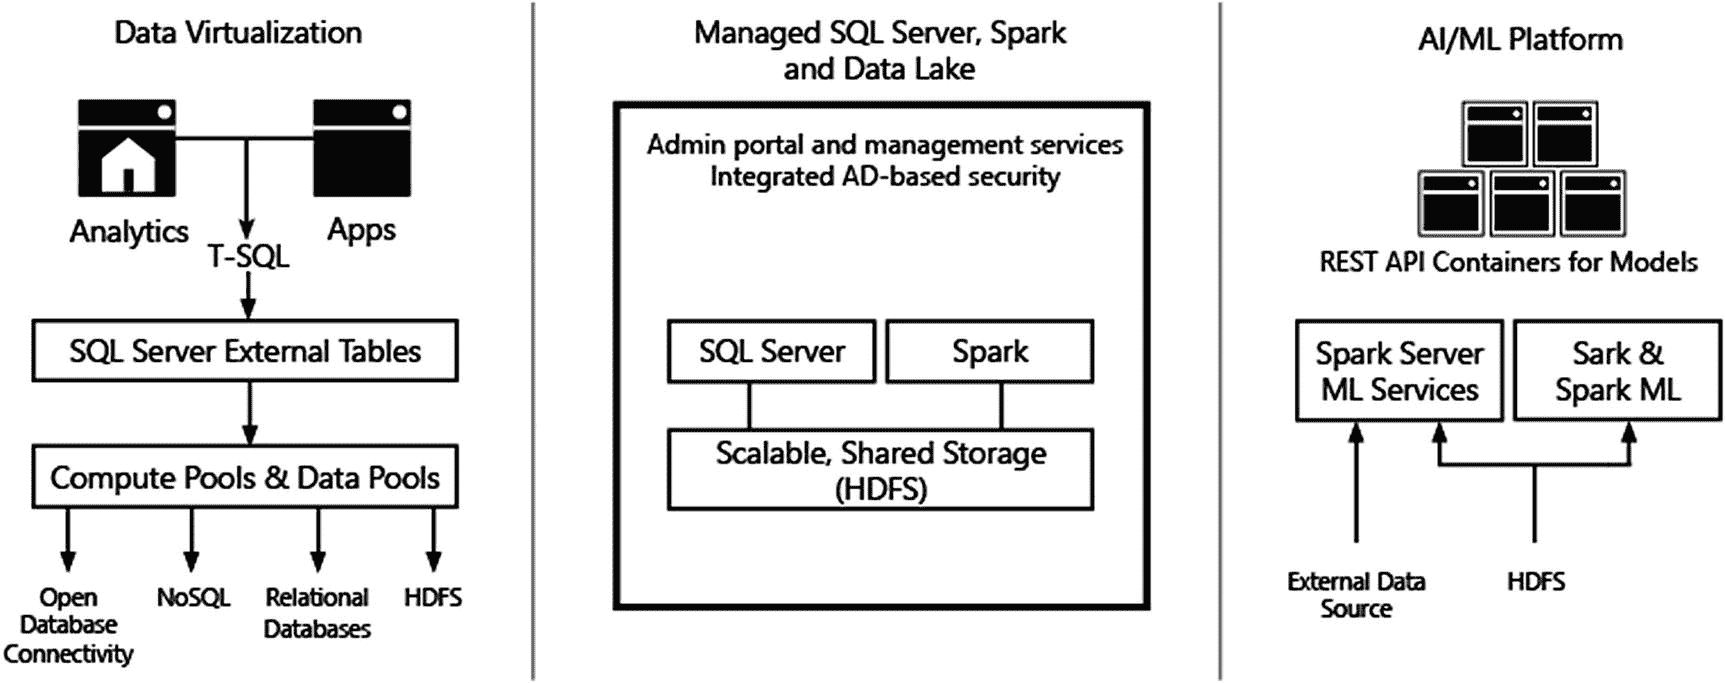 Data Virtualization
Analytics
Apps
T-SQL
SQL Server External Tables
Compute Pools & Data Pools
Open
Database
Connectivity
NoSQL
Relational
Databases
HDFS
Managed SQL Server, Spark
and Data Lake
Admin portal and management services
Integrated AD-based security
SQL Server
Spark
Scalable, Shared Storage
(HDFS)
AI/ML Platform
REST API Containers for Models
Spark Server
ML Services
Sark &
Spark ML
External Data
Source
HDFS